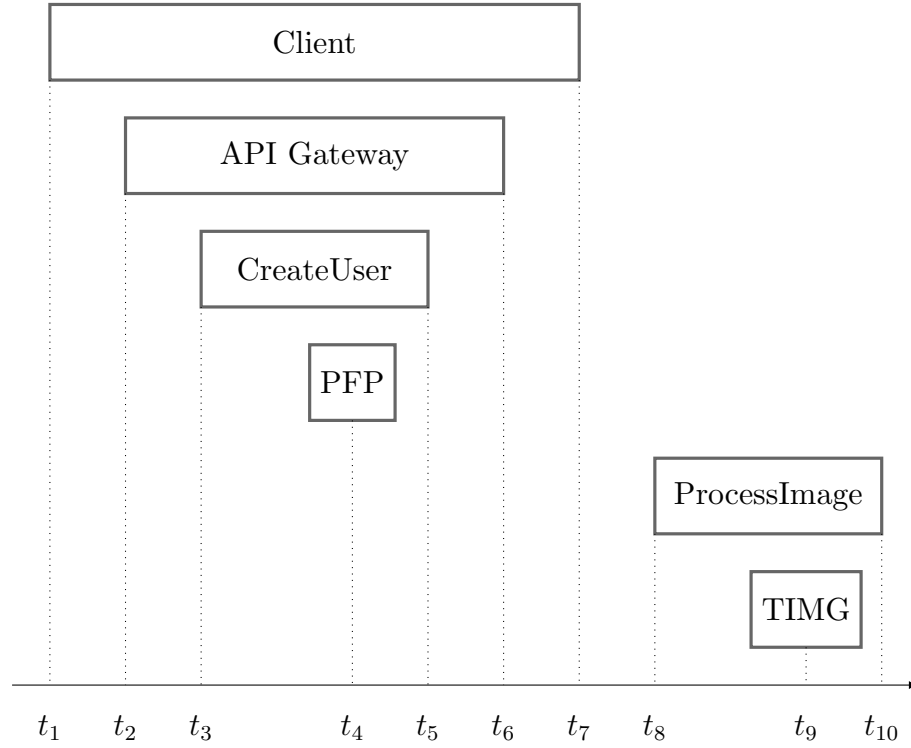 Client
API Gateway
CreateUser
PFP
ProcessImage
TIMG
t₁ t₂ t₃ t₄ t₅ t₆ t₇ t₈ t₉ t₁₀